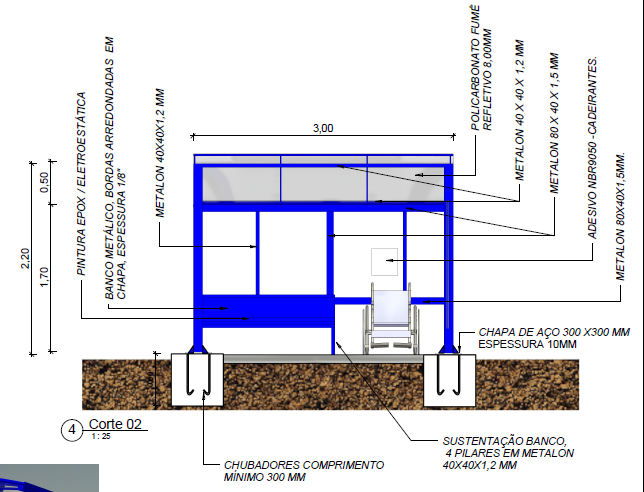 PINTURA EPOX / ELETROESTÁTICA
BANCO METÁLICO, BORDAS ARREDONDADAS EM
CHAPA, ESPESSURA 1/8"
METALON 40X40X1,2 MM
POLICARBONATO FUMÊ
REFLETIVO 8,00MM
METALON 40 X 40 X 1,2 MM
METALON 80 X 40 X 1,5 MM
ADESIVO NBR9050 -CADEIRANTES.
METALON 80X40X1,5MM.
3,00
0,50
2,20
1,70
CHAPA DE AÇO 300 X300 MM
ESPESSURA 10MM
4
Corte 02
1 : 25
SUSTENTAÇÃO BANCO,
4 PILARES EM METALON
40X40X1,2 MM
CHUBADORES COMPRIMENTO
MÍNIMO 300 MM